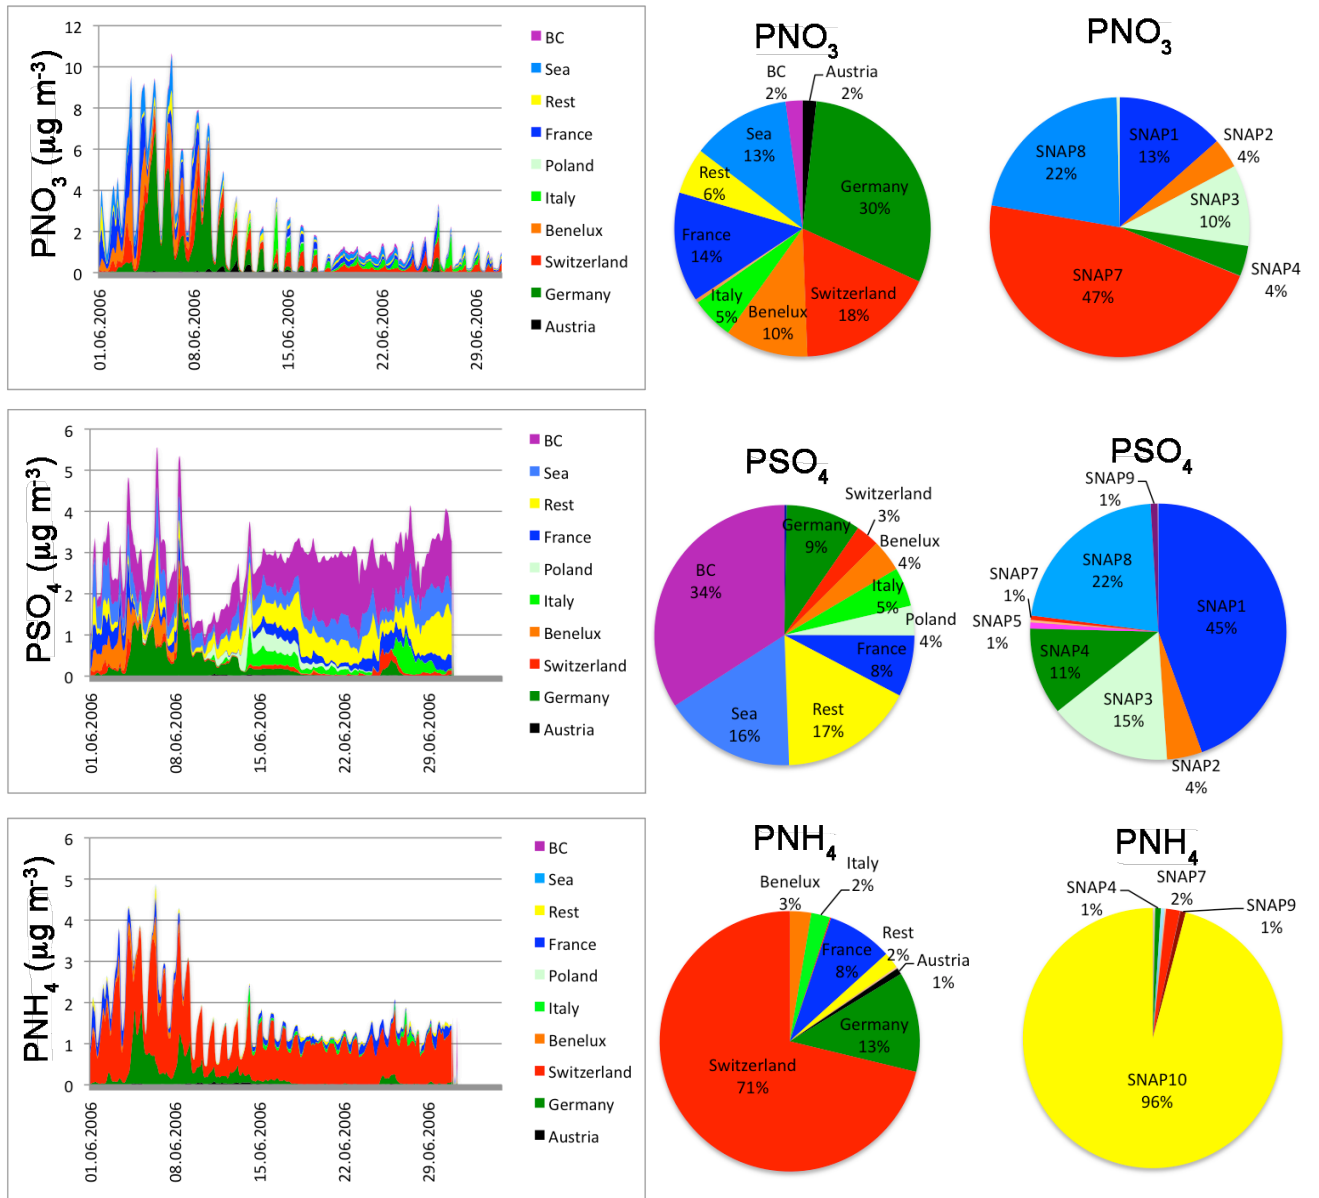 PNO3 (µg m-3)
12
10
8
6
4
2
0
01.06.2006
08.06.2006
15.06.2006
22.06.2006
29.06.2006
BC
Sea
Rest
France
Poland
Italy
Benelux
Switzerland
Germany
Austria
PNO3
BC
2%
Austria
2%
Sea
13%
Germany
30%
Rest
6%
France
14%
Italy
5%
Benelux
10%
Switzerland
18%
PNO3
SNAP1
13%
SNAP2
4%
SNAP8
22%
SNAP3
10%
SNAP4
4%
SNAP7
47%
PSO4 (µg m-3)
6
5
4
3
2
1
0
01.06.2006
08.06.2006
15.06.2006
22.06.2006
29.06.2006
BC
Sea
Rest
France
Poland
Italy
Benelux
Switzerland
Germany
Austria
PSO4
Switzerland
3%
Germany
9%
Benelux
4%
BC
34%
Italy
5%
Poland
4%
France
8%
Rest
17%
Sea
16%
PSO4
SNAP9
1%
SNAP8
22%
SNAP7
1%
SNAP1
45%
SNAP5
1%
SNAP4
11%
SNAP3
15%
SNAP2
4%
PNH4 (µg m-3)
6
5
4
3
2
1
0
01.06.2006
08.06.2006
15.06.2006
22.06.2006
29.06.2006
BC
Sea
Rest
France
Poland
Italy
Benelux
Switzerland
Germany
Austria
PNH4
Italy
2%
Benelux
3%
Rest
2%
France
8%
Austria
1%
Germany
13%
Switzerland
71%
PNH4
SNAP4
1%
SNAP7
2%
SNAP9
1%
SNAP10
96%